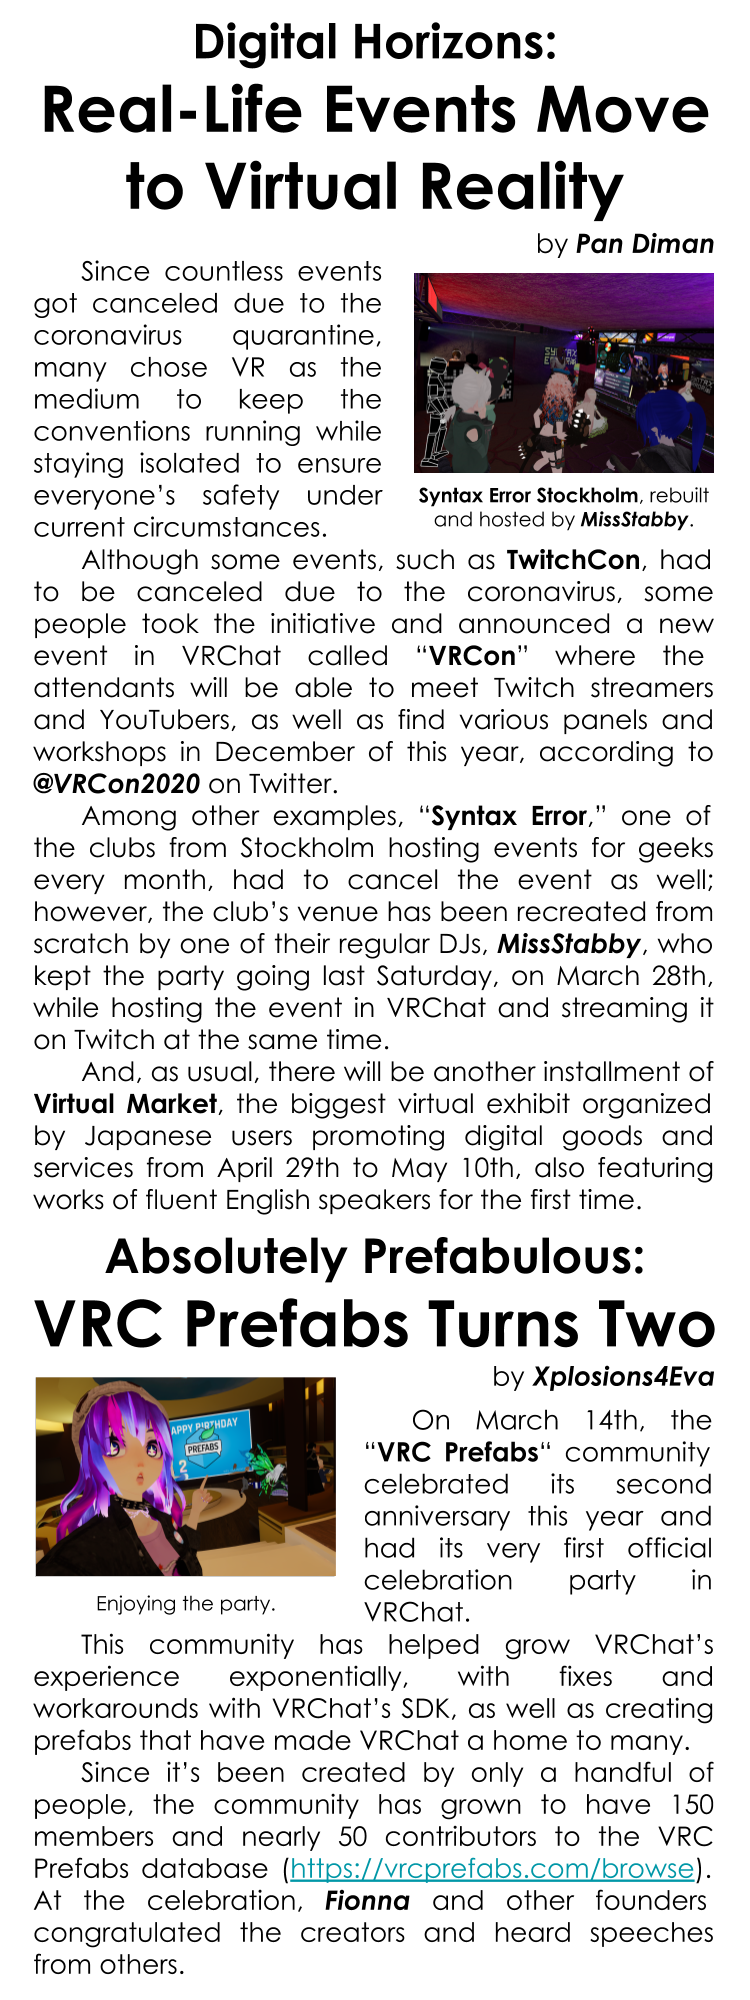 Digital Horizons:
Real-Life Events Move
to Virtual Reality
by Pan Diman
Since countless events
got canceled due to the
coronavirus quarantine,
many chose VR as the
medium to keep the
conventions running while
staying isolated to ensure
everyone's safety under
current circumstances.
SYNTAX
ERROR
Syntax Error Stockholm, rebuilt
and hosted by MissStabby.
Although some events, such as TwitchCon, had
to be canceled due to the coronavirus, some
people took the initiative and announced a new
event in VRChat called “VRCon” where the
attendants will be able to meet Twitch streamers
and YouTubers, as well as find various panels and
workshops in December of this year, according to
@VRCon2020 on Twitter.
Among other examples, “Syntax Error,” one of
the clubs from Stockholm hosting events for geeks
every month, had to cancel the event as well;
however, the club’s venue has been recreated from
scratch by one of their regular DJs, MissStabby, who
kept the party going last Saturday, on March 28th,
while hosting the event in VRChat and streaming it
on Twitch at the same time.
And, as usual, there will be another installment of
Virtual Market, the biggest virtual exhibit organized
by Japanese users promoting digital goods and
services from April 29th to May 10th, also featuring
works of fluent English speakers for the first time.
Absolutely Prefabulous:
VRC Prefabs Turns Two
by Xplosions4Eva
APPY BIRTHDAY
PREFABS
2
Enjoying the party.
On March 14th, the
“VRC Prefabs“ community
celebrated its second
anniversary this year and
had its very first official
celebration party in
VRChat.
This community has helped grow VRChat’s
experience exponentially, with fixes and
workarounds with VRChat’s SDK, as well as creating
prefabs that have made VRChat a home to many.
Since it’s been created by only a handful of
people, the community has grown to have 150
members and nearly 50 contributors to the VRC
Prefabs database (https://vrcprefabs.com/browse).
At the celebration, Fionna and other founders
congratulated the creators and heard speeches
from others.